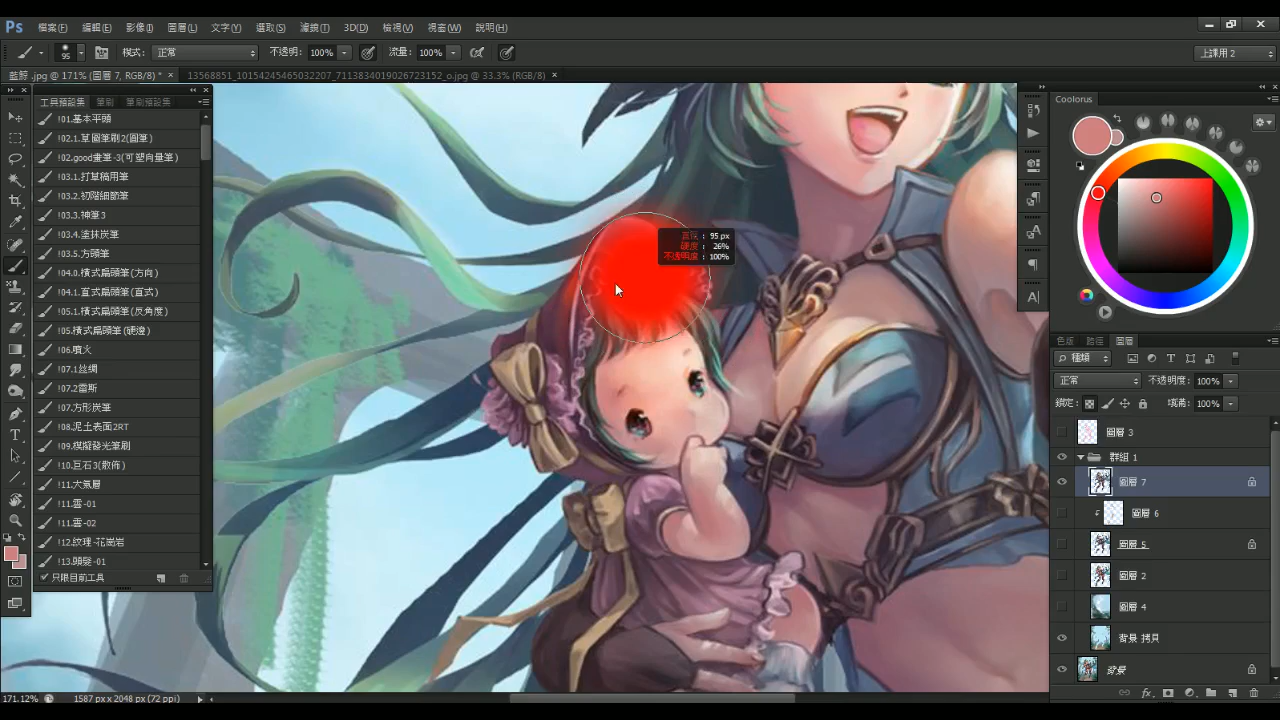 Ps 檔案(F) 編輯(E) 影像(I) 圖層(L) 文字(Y) 選取(S) 濾鏡(T) 3D(D) 檢視(V) 視窗(W) 說明(H)
95 模式: 正常 不透明: 100% 流量: 100% 上課用 2
藍歸 .jpg @ 171% (圖層 7, RGB/8) * × 13568851_10154245465032207_7113834019026723152_o.jpg @ 33.3% (RGB/8) ×
工具預設集 筆刷 筆刷預設集
!01.基本平頭
!02.1.草圖筆刷2(圓筆)
!02.good畫筆-3(可塑向量筆)
!03.1.打草稿用筆
!03.2.初階細節筆
!03.3.神筆3
!03.4.塗抹炭筆
!03.5.方頭筆
!04.0.橫式扁頭筆(方向)
!04.1.直式扁頭筆(直式)
!05.1.橫式扁頭筆(反角度)
!05.橫式扁頭筆(硬邊)
!06.噴火
!07.1絲綢
!07.2蕾斯
!07.方形炭筆
!08.泥土表面2RT
!09.模擬發光筆刷
!10.巨石3(散佈)
!11.大氣層
!11.雲-01
!11.雲-02
!12.紋理-花崗岩
!13.頭髮-01
只限目前工具
直徑: 95 px
硬度: 26%
不透明度: 100%
Coolorus
色板 路徑 圖層
種類
正常 不透明度: 100%
鎖定: 填滿: 100%
圖層 3
群組 1
圖層 7
圖層 6
圖層 5
圖層 2
圖層 4
背景 拷貝
背景
171.12% 1587 px x 2048 px (72 ppi)